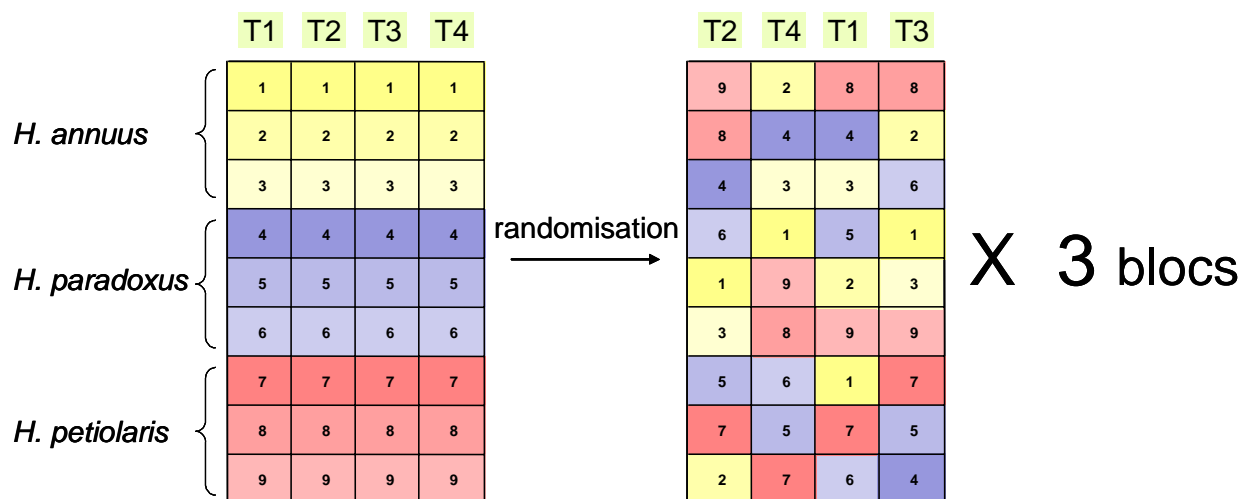 T1 T2 T3 T4
1 1 1 1
H. annuus
2 2 2 2
3 3 3 3
4 4 4 4
H. paradoxus
5 5 5 5
6 6 6 6
7 7 7 7
H. petiolaris
8 8 8 8
9 9 9 9
randomisation
T2 T4 T1 T3
9 2 8 8
8 4 4 2
4 3 3 6
6 1 5 1
1 9 2 3
3 8 9 9
5 6 1 7
7 5 7 5
2 7 6 4
X 3 blocs